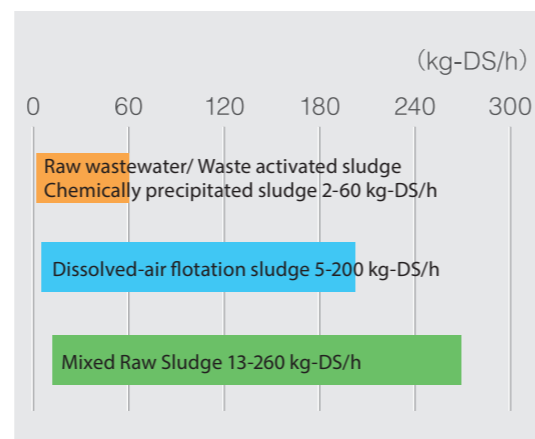 (kg-DS/h)
0 60 120 180 240 300
Raw wastewater/ Waste activated sludge
Chemically precipitated sludge 2-60 kg-DS/h
Dissolved-air flotation sludge 5-200 kg-DS/h
Mixed Raw Sludge 13-260 kg-DS/h